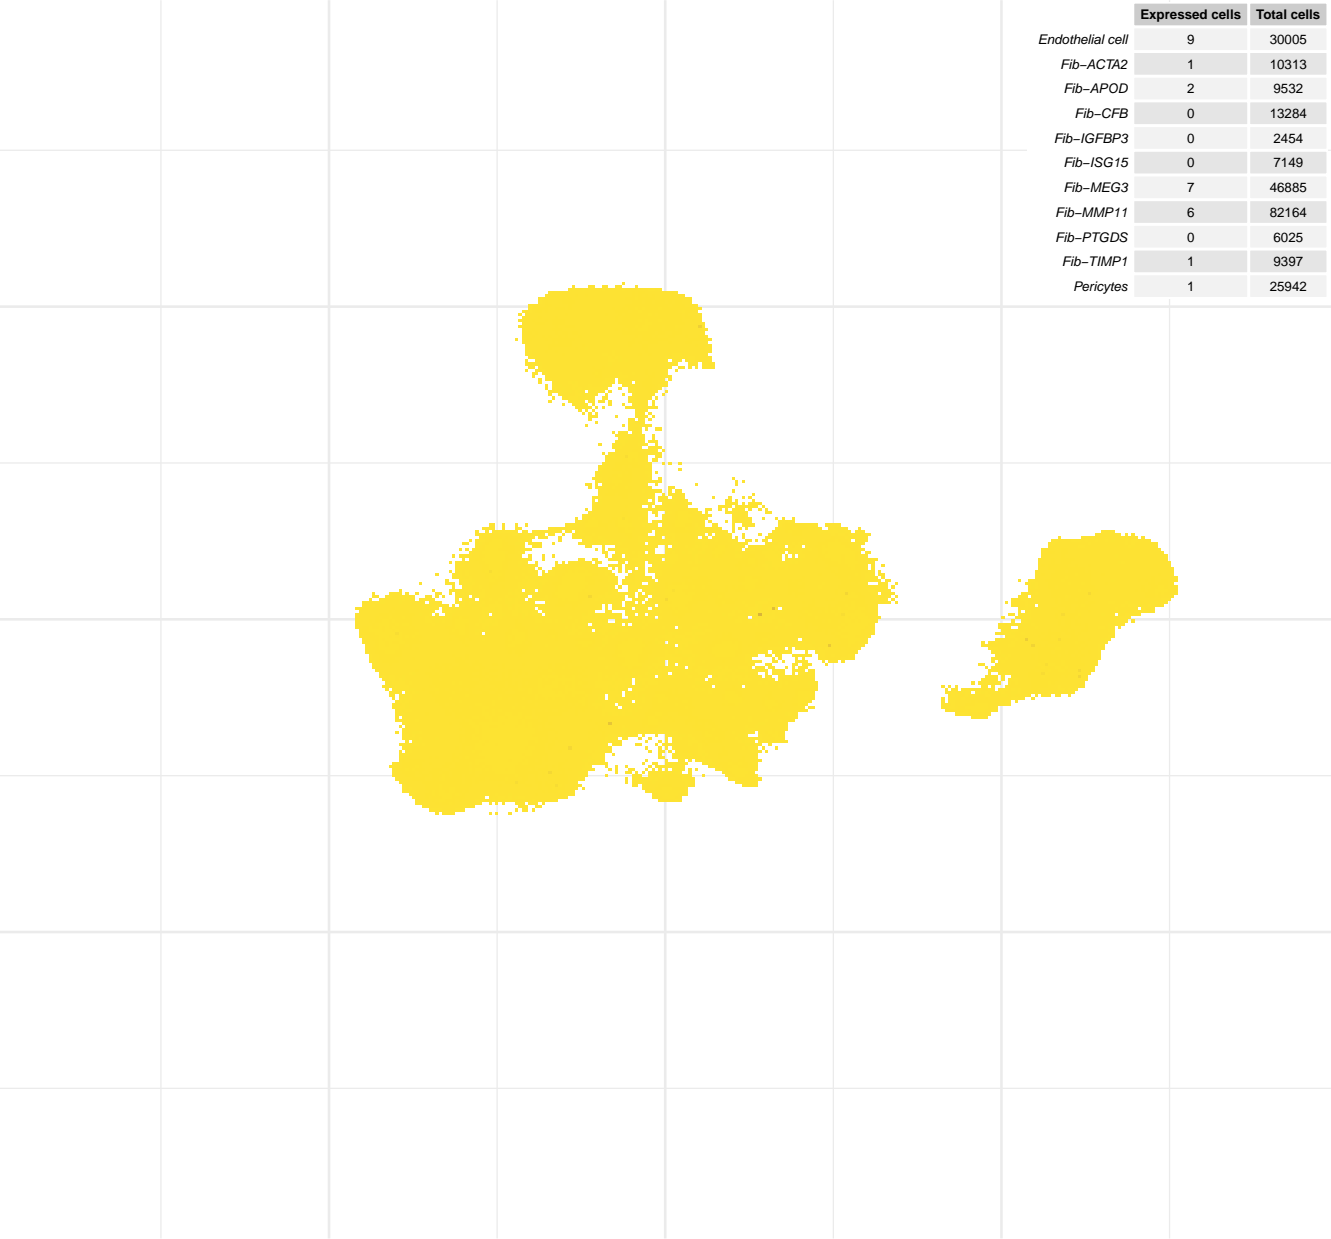 Expressed cells Total cells
Endothelial cell 9 30005
Fib−ACTA2 1 10313
Fib−APOD 2 9532
Fib−CFB 0 13284
Fib−IGFBP3 0 2454
Fib−ISG15 0 7149
Fib−MEG3 7 46885
Fib−MMP11 6 82164
Fib−PTGDS 0 6025
Fib−TIMP1 1 9397
Pericytes 1 25942